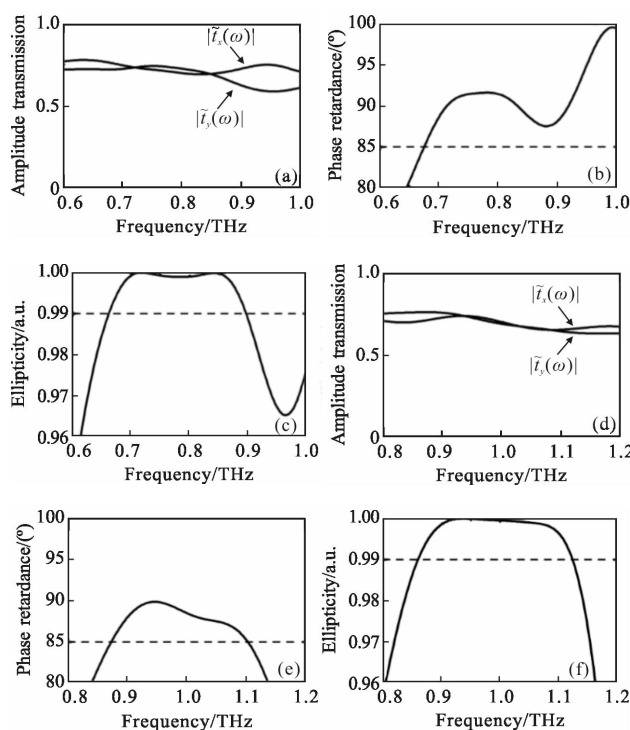 1.0
0.5
0
0.6 0.7 0.8 0.9 1.0
Amplitude transmission
Frequency/THz
|t̃x(ω)|
|t̃y(ω)|
(a)
100
95
90
85
80
0.6 0.7 0.8 0.9 1.0
Phase retardance/(°)
Frequency/THz
(b)
1.00
0.99
0.98
0.97
0.96
0.6 0.7 0.8 0.9 1.0
Ellipticity/a.u.
Frequency/THz
(c)
1.0
0.5
0
0.8 0.9 1.0 1.1 1.2
Amplitude transmission
Frequency/THz
|t̃x(ω)|
|t̃y(ω)|
(d)
100
95
90
85
80
0.8 0.9 1.0 1.1 1.2
Phase retardance/(°)
Frequency/THz
(e)
1.00
0.99
0.98
0.97
0.96
0.8 0.9 1.0 1.1 1.2
Ellipticity/a.u.
Frequency/THz
(f)